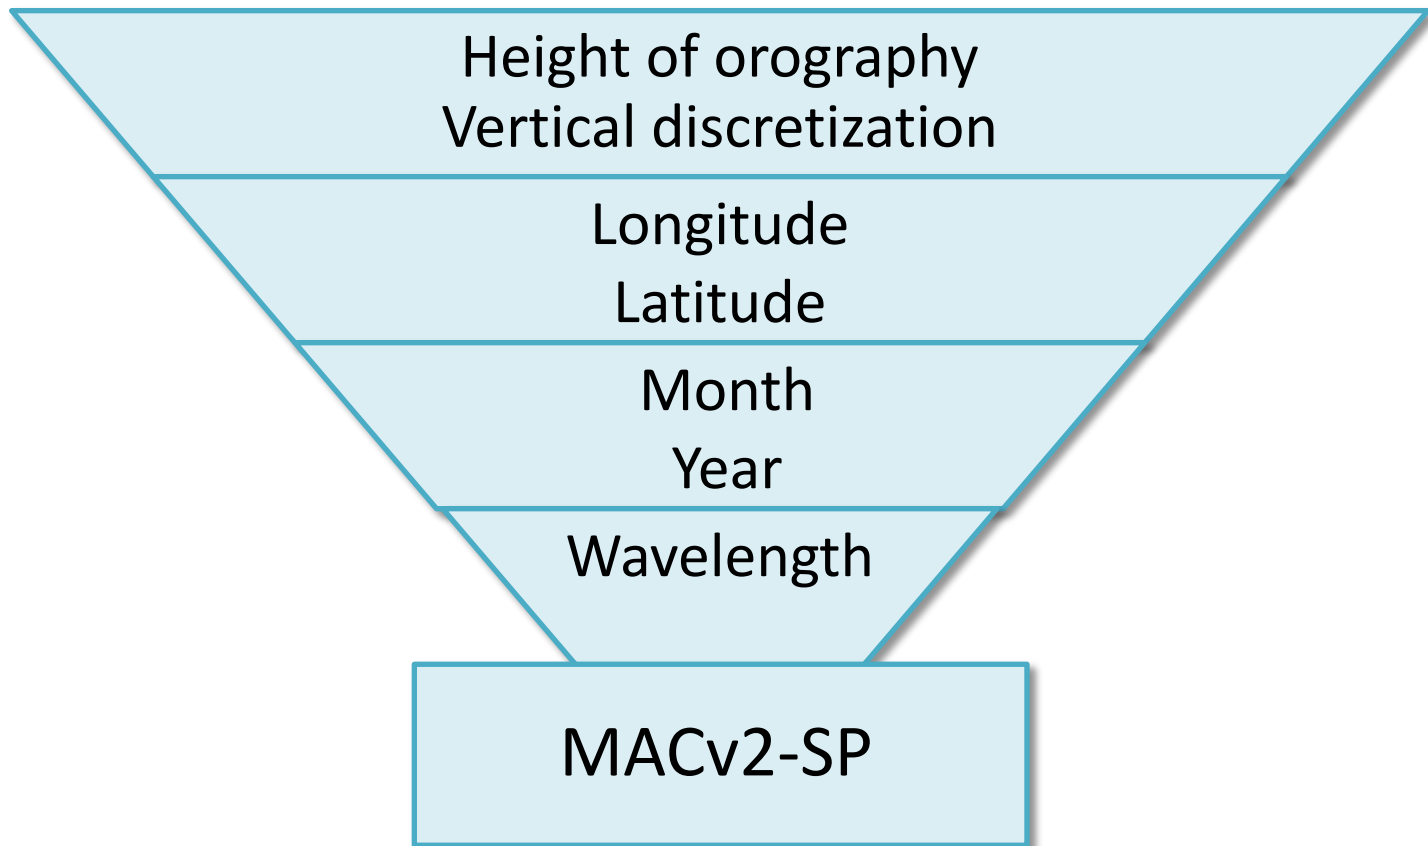 Height of orography
Vertical discretization
Longitude
Latitude
Month
Year
Wavelength
MACv2-SP